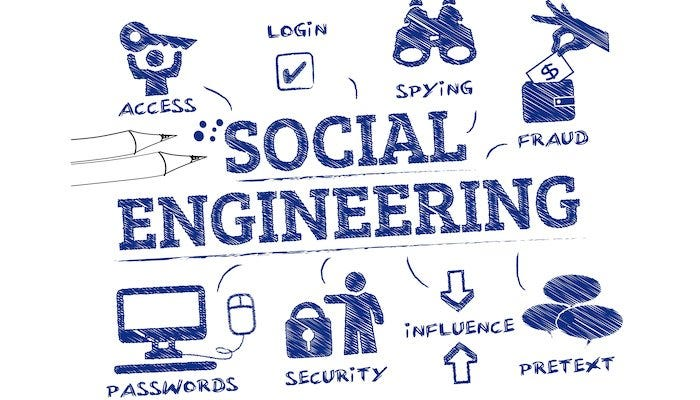 LOGIN
ACCESS
SPYING
$
FRAUD
SOCIAL
ENGINEERING
PASSWORDS
SECURITY
INFLUENCE
PRETEXT